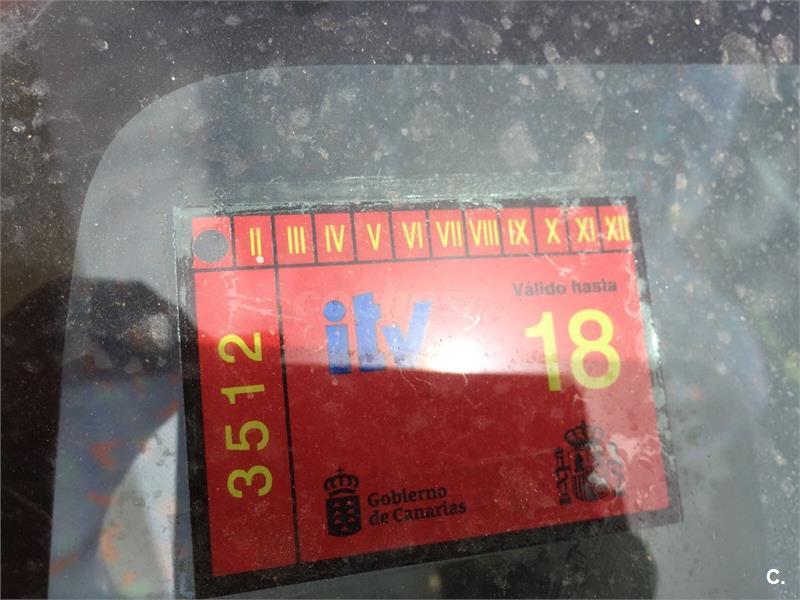 II III IV V VI VII VIII IX X XI XII
Válido hasta
itv
18
3512
Gobierno
de Canarias
C.